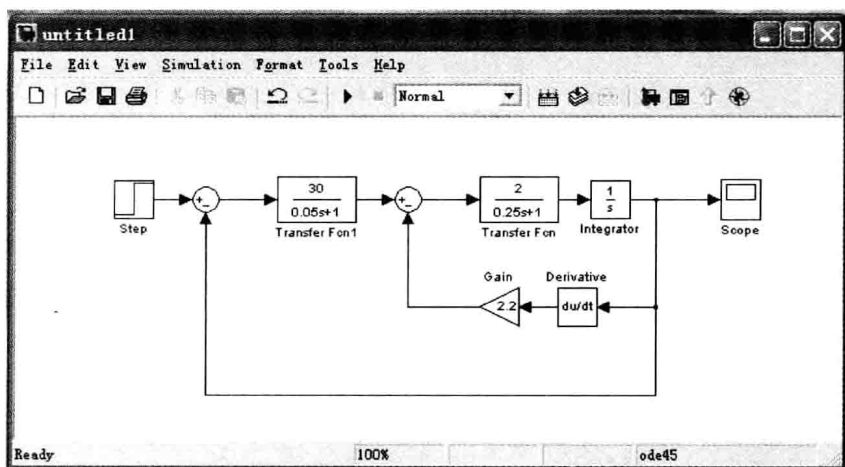 untitled1
File Edit View Simulation Format Tools Help
Normal
30
0.05s+1
2
0.25s+1
1
s
Step
Transfer Fcn1
Transfer Fcn
Integrator
Scope
Gain
Derivative
2.2
du/dt
Ready 100% ode45